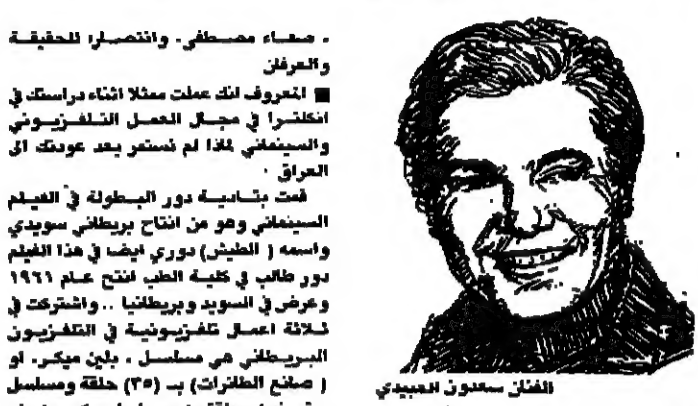 ـ صفاء مصطفى ـ وانتصارا للحقيقة
والعرفان
■ المعروف انك عملت ممثلا اثناء دراستك في
انكلترا في مجال العمل التلفزيوني
والسينمائي لماذا لم تستمر بعد عودتك الى
العراق .
قمت بتادية دور البطولة في الفيلم
السينمائي وهو من انتاج بريطاني سويدي
واسمه ( الطيش ) دوري ايضا في هذا الفيلم
دور طالب في كلية الطب انتج عام ١٩٦١
وعرض في السويد وبريطانيا .. واشتركت في
ثلاثة اعمال تلفزيونية في التلفزيون
البريطاني هي مسلسل ـ بلين ميكر ـ او
( صانع الطائرات ) بـ (٣٥) حلقة ومسلسل
الفنان سعدون العبيدي